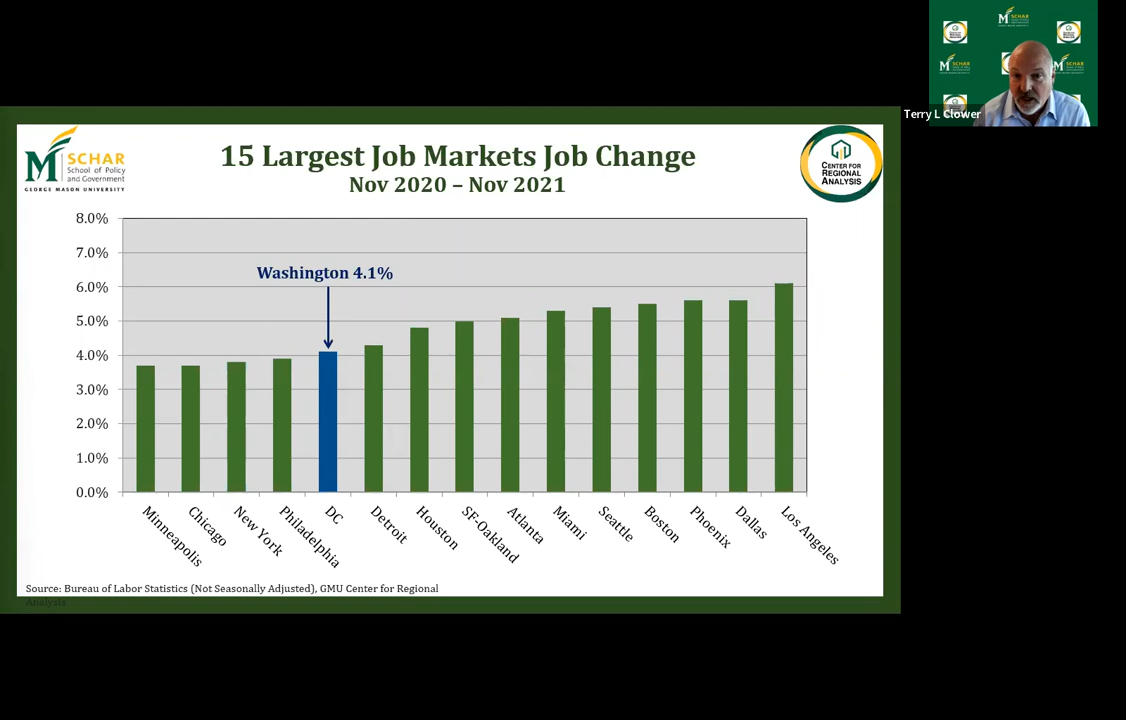 SCHAR
School of Policy
and Government
GEORGE MASON UNIVERSITY
15 Largest Job Markets Job Change
Nov 2020 – Nov 2021
CENTER FOR
REGIONAL
ANALYSIS
Terry L Clower
8.0%
7.0%
6.0%
5.0%
4.0%
3.0%
2.0%
1.0%
0.0%
Washington 4.1%
Minneapolis
Chicago
New York
Philadelphia
DC
Detroit
Houston
SF-Oakland
Atlanta
Miami
Seattle
Boston
Phoenix
Dallas
Los Angeles
Source: Bureau of Labor Statistics (Not Seasonally Adjusted), GMU Center for Regional
Analysis